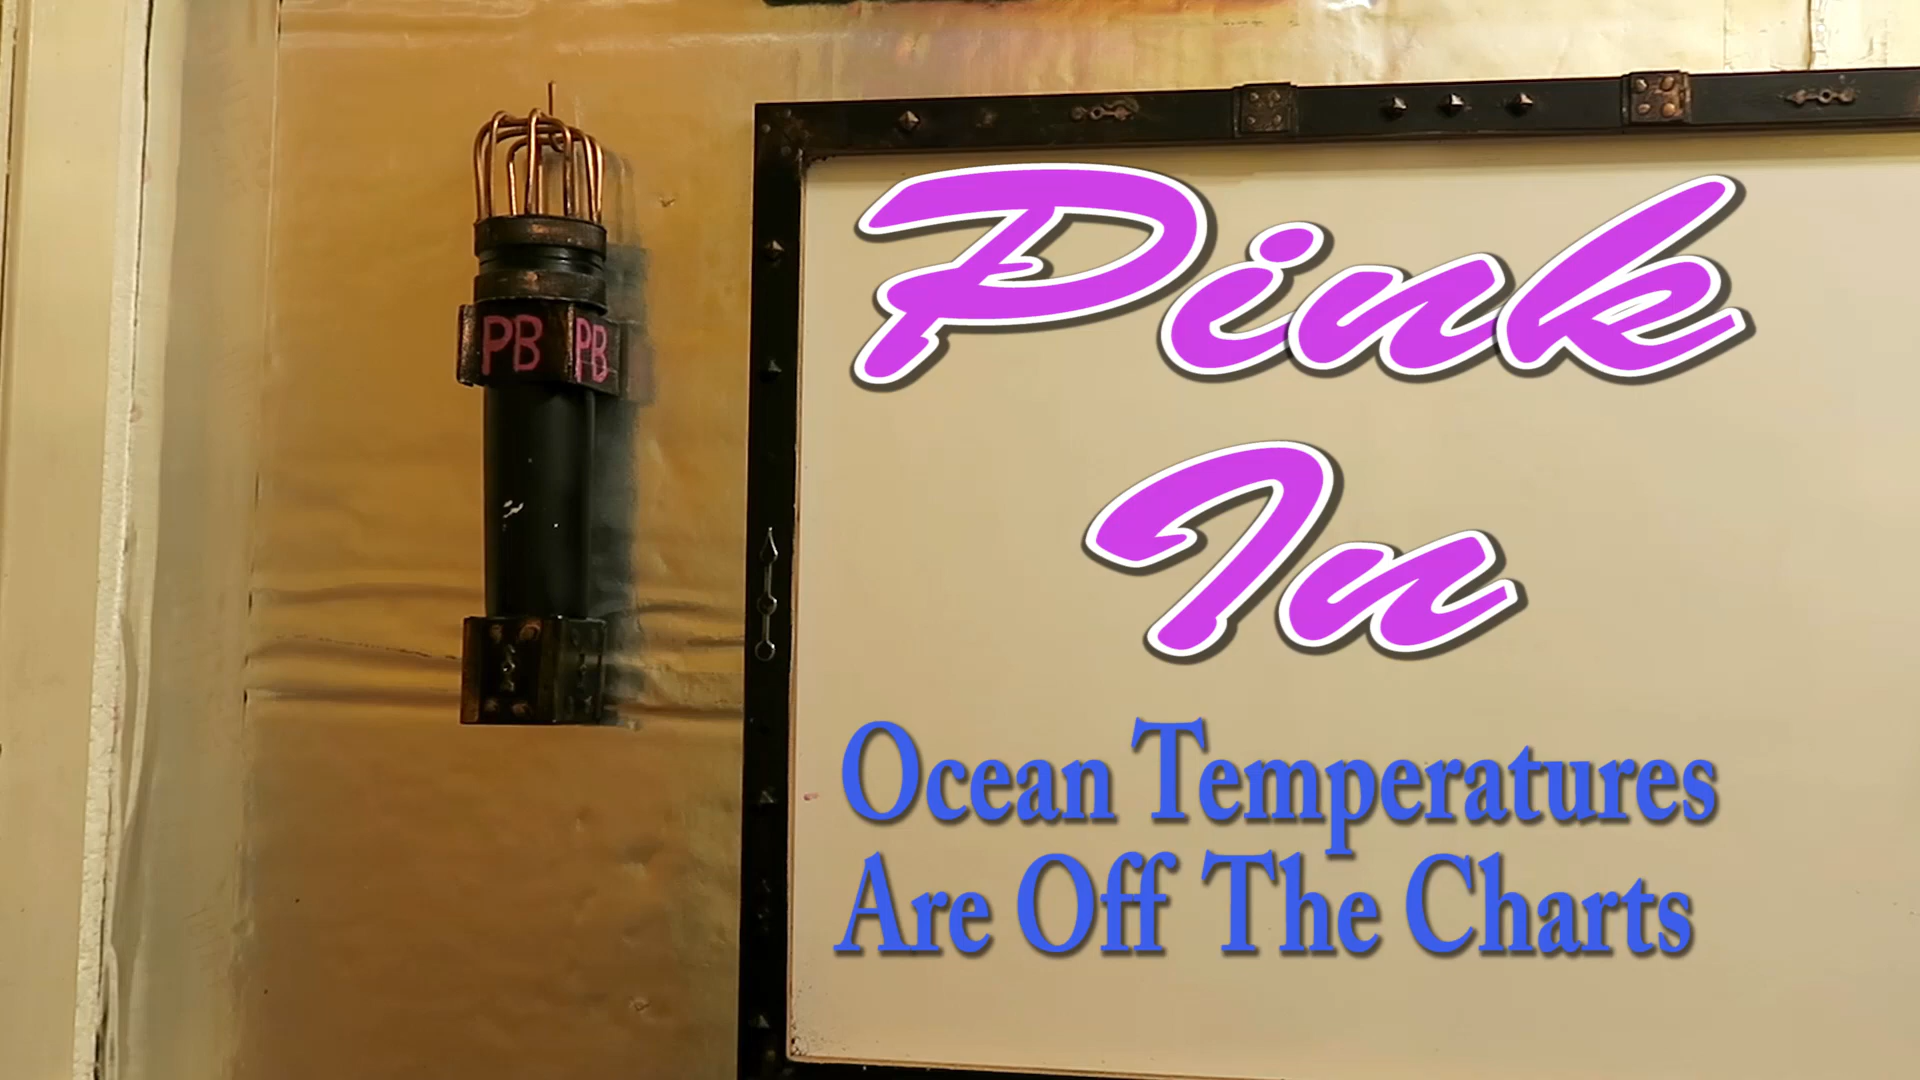 PB PB
Pink
In
Ocean Temperatures
Are Off The Charts